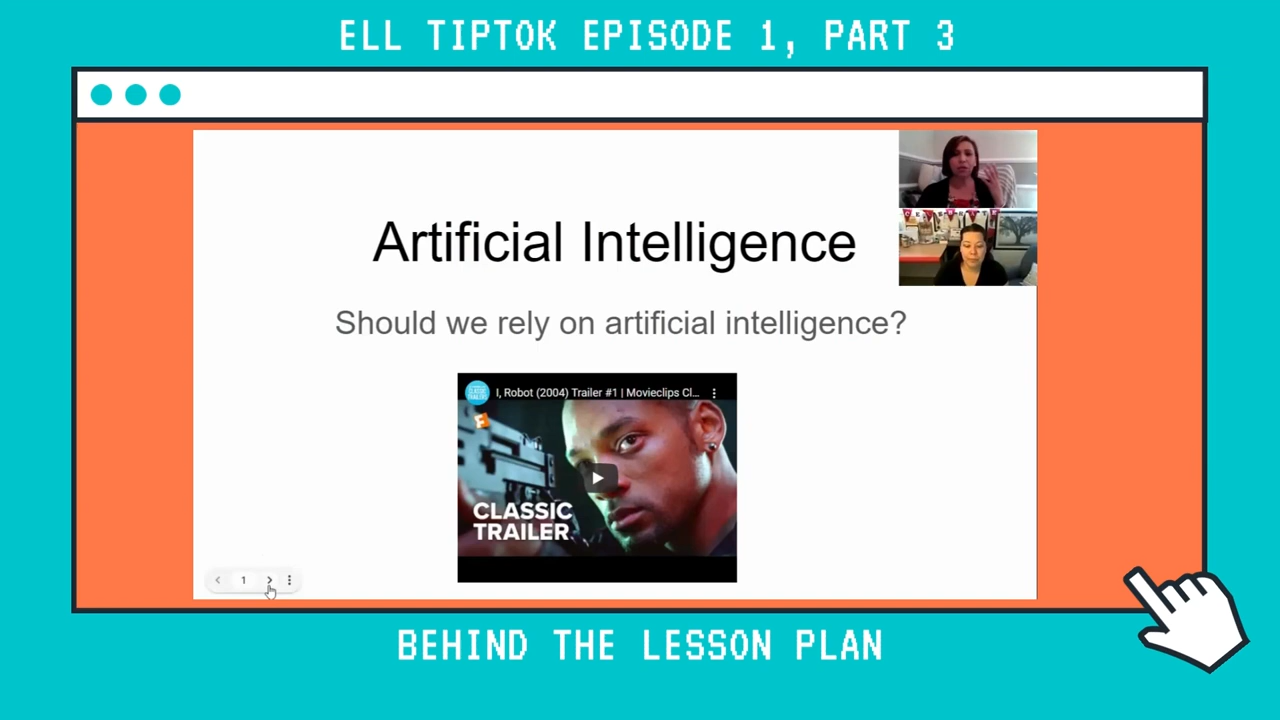 ELL TIPTOK EPISODE 1, PART 3
Artificial Intelligence
Should we rely on artificial intelligence?
I, Robot (2004) Trailer #1 | Movieclips Cl...
CLASSIC
TRAILER
1
BEHIND THE LESSON PLAN